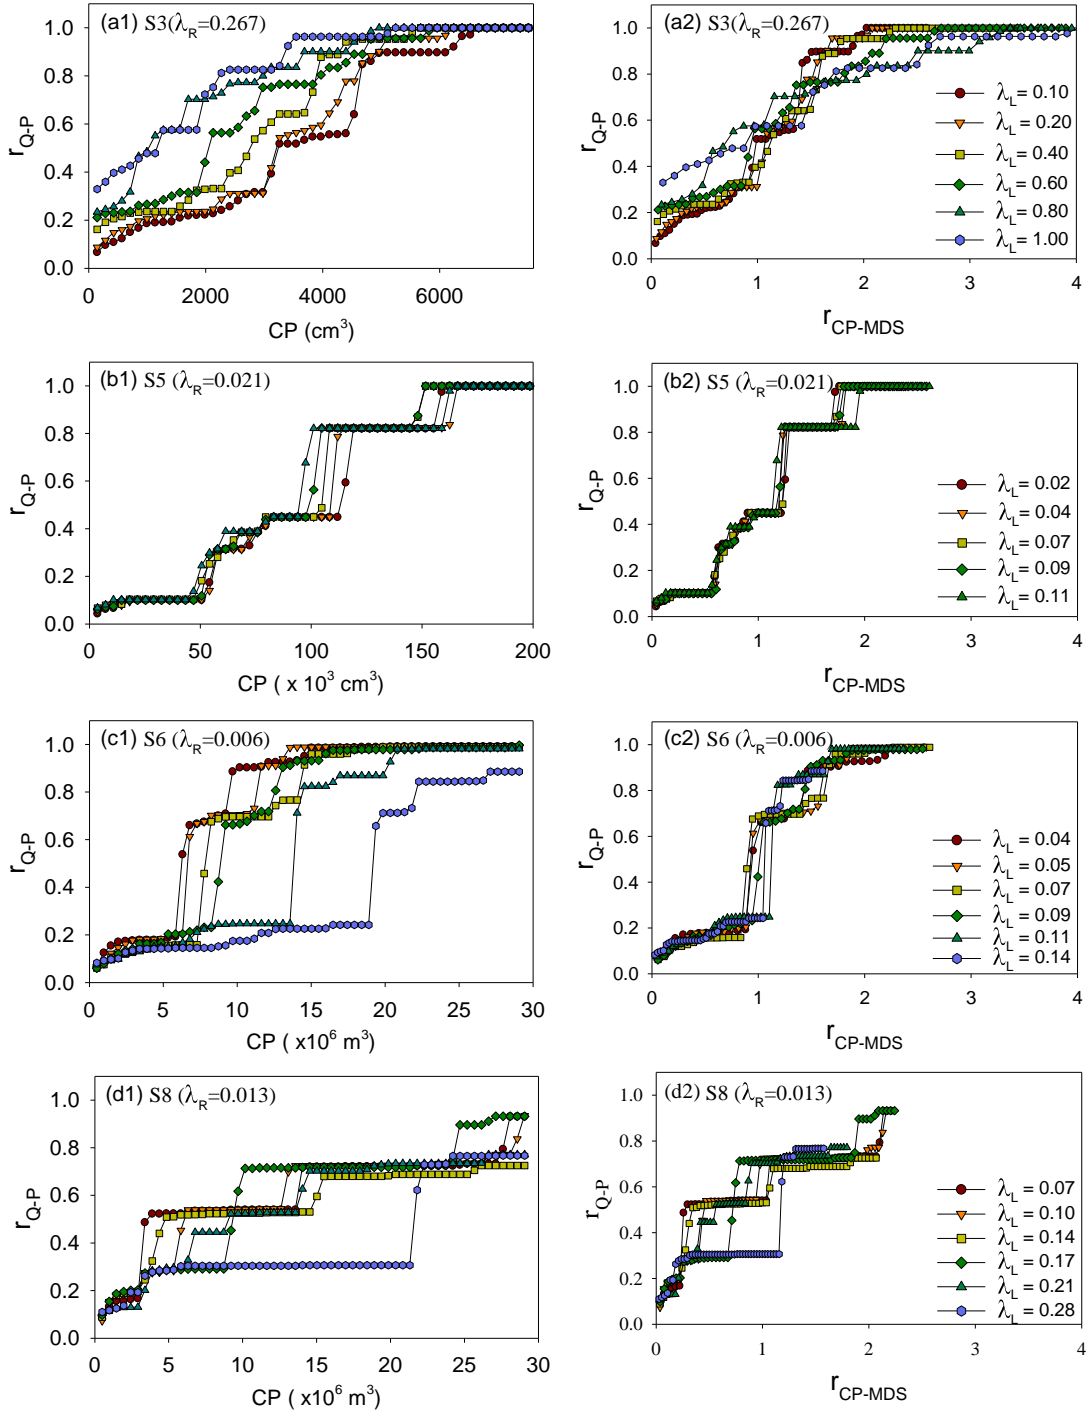 (a1) S3(λR=0.267)
rQ-P
1.0
0.8
0.6
0.4
0.2
0.0
0 2000 4000 6000
CP (cm³)
(a2) S3(λR=0.267)
rQ-P
1.0
0.8
0.6
0.4
0.2
0.0
λL= 0.10
λL= 0.20
λL= 0.40
λL= 0.60
λL= 0.80
λL= 1.00
0 1 2 3 4
rCP-MDS
(b1) S5 (λR=0.021)
rQ-P
1.0
0.8
0.6
0.4
0.2
0.0
0 50 100 150 200
CP ( x 10³ cm³)
(b2) S5 (λR=0.021)
rQ-P
1.0
0.8
0.6
0.4
0.2
0.0
λL= 0.02
λL= 0.04
λL= 0.07
λL= 0.09
λL= 0.11
0 1 2 3 4
rCP-MDS
(c1) S6 (λR=0.006)
rQ-P
1.0
0.8
0.6
0.4
0.2
0.0
0 5 10 15 20 25 30
CP ( x10⁶ m³)
(c2) S6 (λR=0.006)
rQ-P
1.0
0.8
0.6
0.4
0.2
0.0
λL= 0.04
λL= 0.05
λL= 0.07
λL= 0.09
λL= 0.11
λL= 0.14
0 1 2 3 4
rCP-MDS
(d1) S8 (λR=0.013)
rQ-P
1.0
0.8
0.6
0.4
0.2
0.0
0 5 10 15 20 25 30
CP ( x10⁶ m³)
(d2) S8 (λR=0.013)
rQ-P
1.0
0.8
0.6
0.4
0.2
0.0
λL= 0.07
λL= 0.10
λL= 0.14
λL= 0.17
λL= 0.21
λL= 0.28
0 1 2 3 4
rCP-MDS